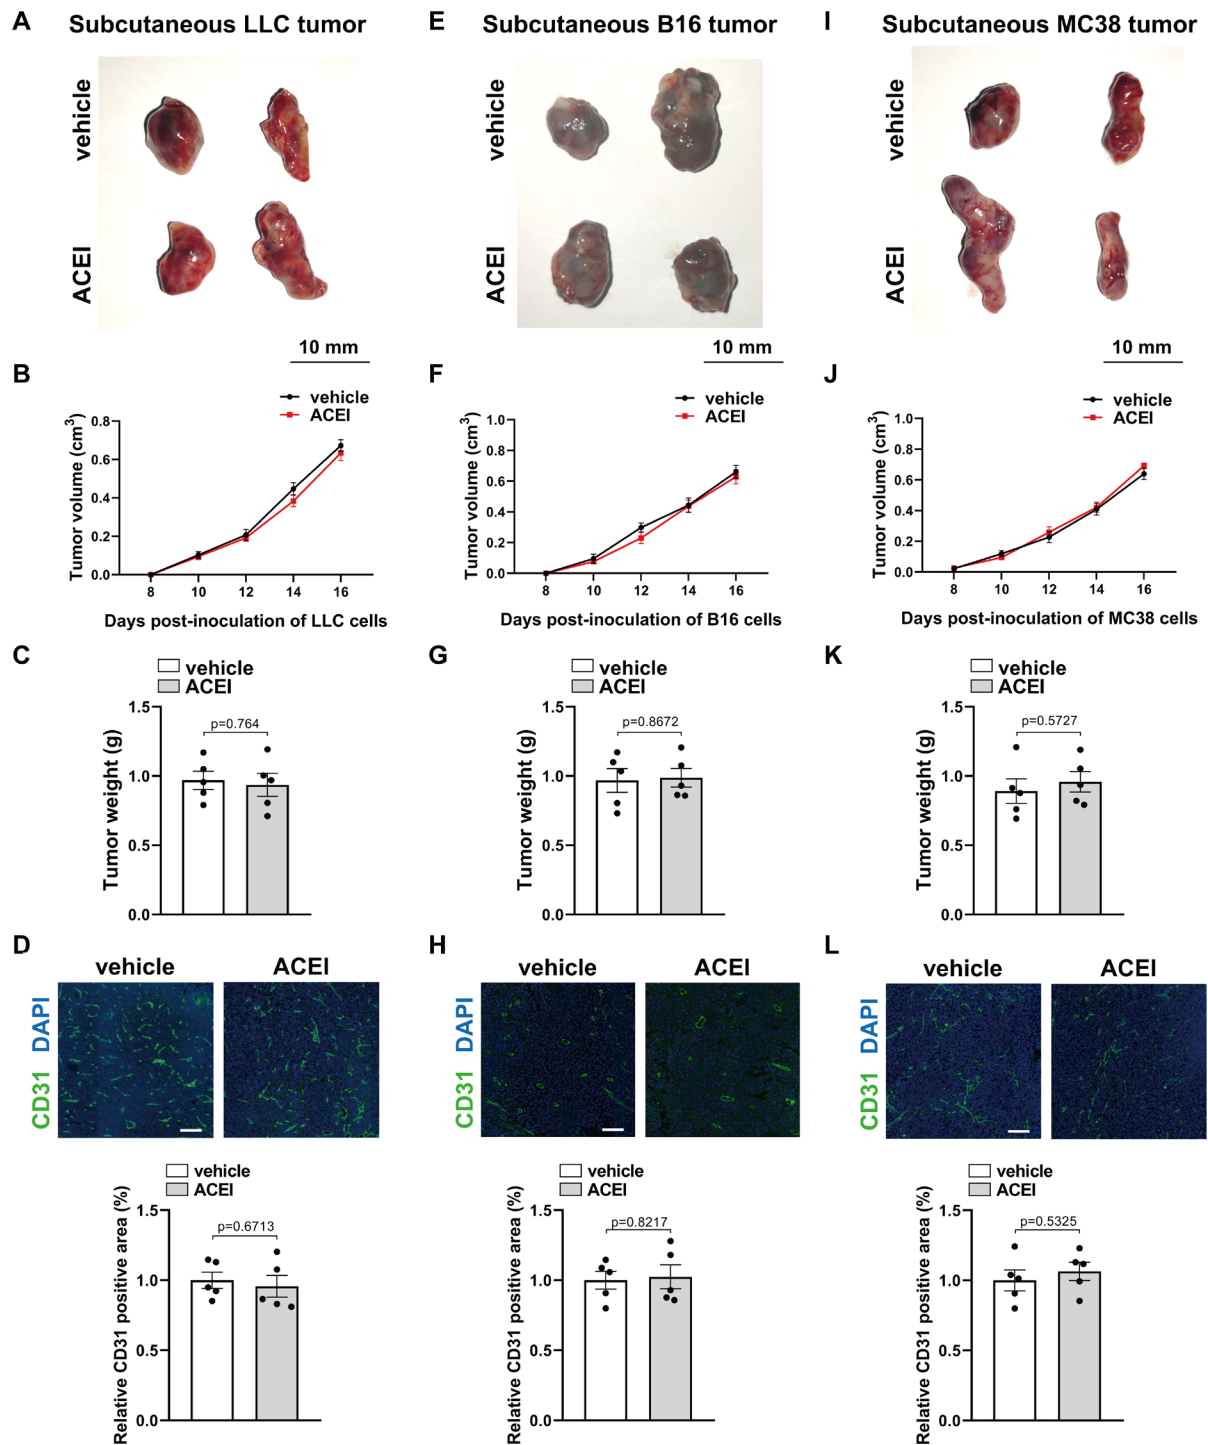 A Subcutaneous LLC tumor
vehicle
ACEI
10 mm
B
vehicle
ACEI
Tumor volume (cm3)
0.8
0.6
0.4
0.2
0.0
8 10 12 14 16
Days post-inoculation of LLC cells
C
vehicle
ACEI
Tumor weight (g)
1.5
1.0
0.5
0.0
p=0.764
D
vehicle ACEI
CD31 DAPI
vehicle
ACEI
Relative CD31 positive area (%)
1.5
1.0
0.5
0.0
p=0.6713
E Subcutaneous B16 tumor
vehicle
ACEI
10 mm
F
vehicle
ACEI
Tumor volume (cm3)
1.0
0.8
0.6
0.4
0.2
0.0
8 10 12 14 16
Days post-inoculation of B16 cells
G
vehicle
ACEI
Tumor weight (g)
1.5
1.0
0.5
0.0
p=0.8672
H
vehicle ACEI
CD31 DAPI
vehicle
ACEI
Relative CD31 positive area (%)
1.5
1.0
0.5
0.0
p=0.8217
I Subcutaneous MC38 tumor
vehicle
ACEI
10 mm
J
vehicle
ACEI
Tumor volume (cm3)
1.0
0.8
0.6
0.4
0.2
0.0
8 10 12 14 16
Days post-inoculation of MC38 cells
K
vehicle
ACEI
Tumor weight (g)
1.5
1.0
0.5
0.0
p=0.5727
L
vehicle ACEI
CD31 DAPI
vehicle
ACEI
Relative CD31 positive area (%)
1.5
1.0
0.5
0.0
p=0.5325